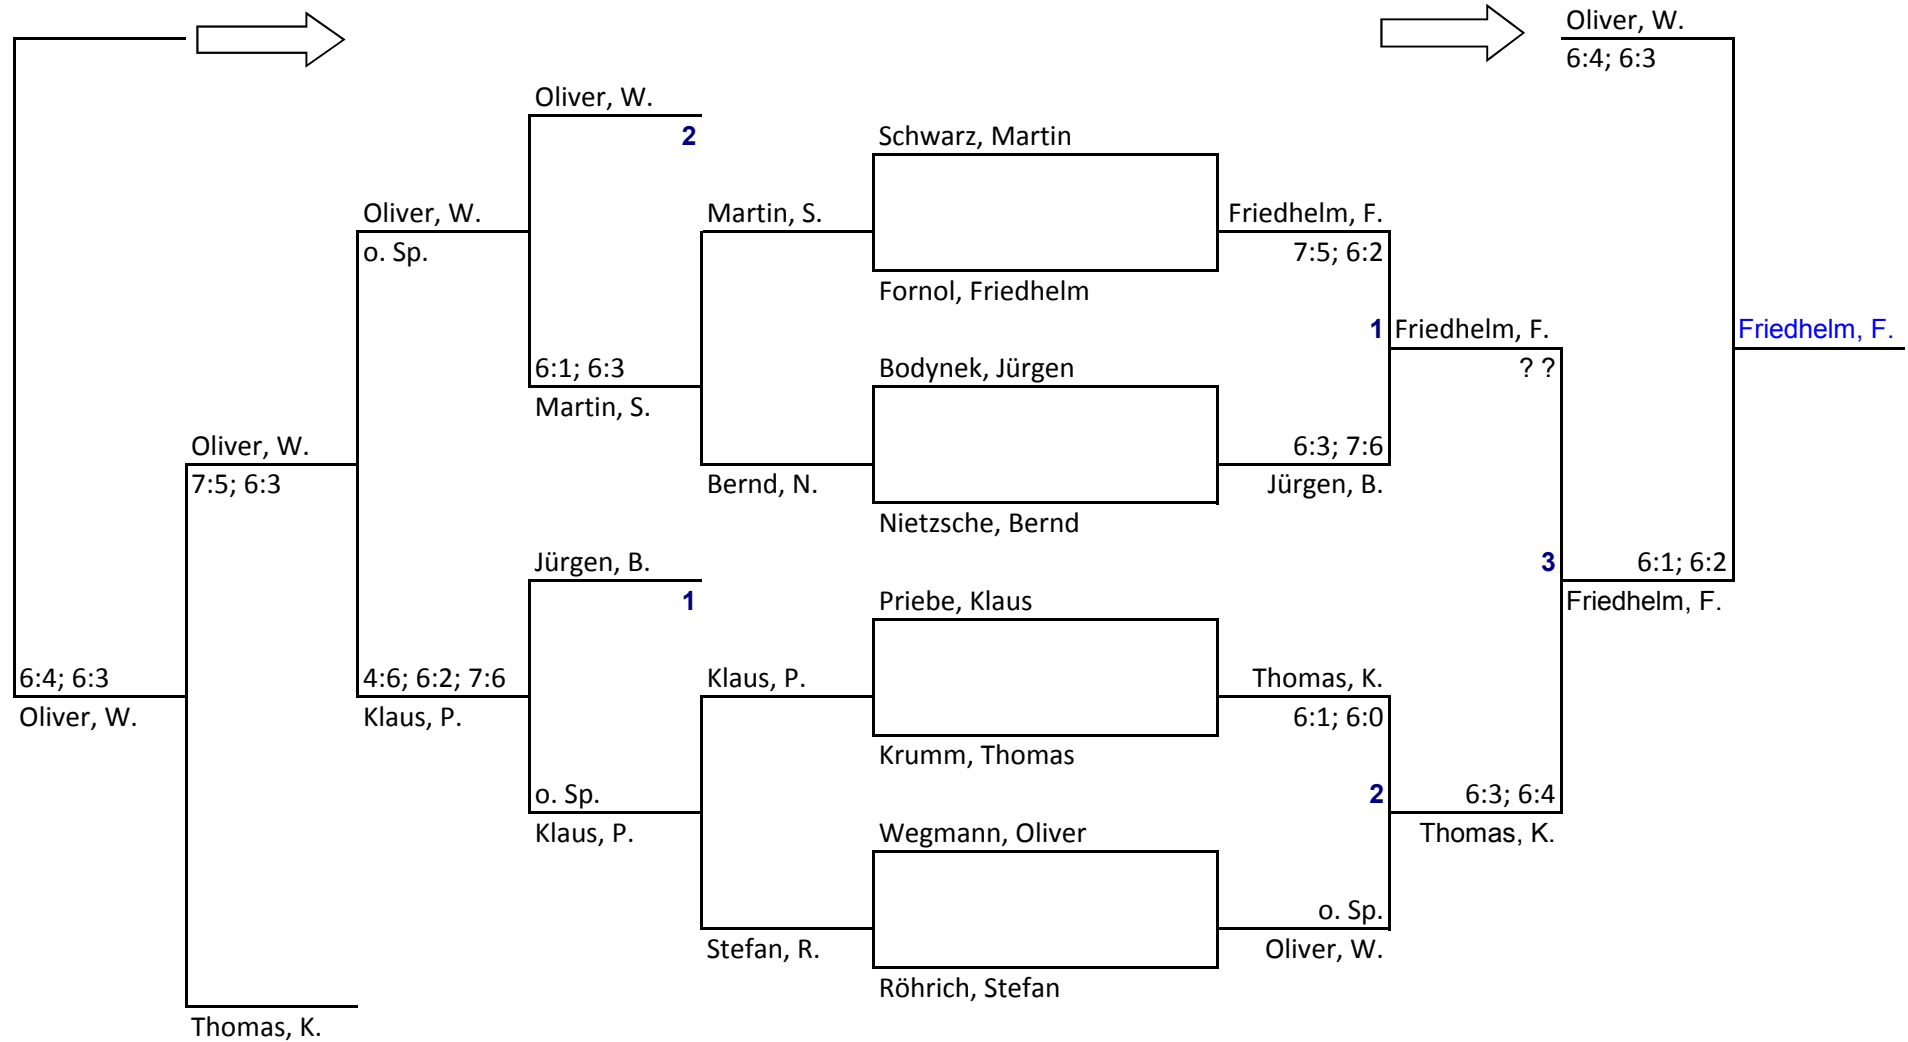 Oliver, W.
6:4; 6:3
Oliver, W.
2
Schwarz, Martin
Oliver, W.
Martin, S.
Friedhelm, F.
o. Sp.
7:5; 6:2
Fornol, Friedhelm
1
Friedhelm, F.
Friedhelm, F.
6:1; 6:3
Bodynek, Jürgen
? ?
Martin, S.
Oliver, W.
6:3; 7:6
7:5; 6:3
Bernd, N.
Jürgen, B.
Nietzsche, Bernd
Jürgen, B.
3
6:1; 6:2
1
Priebe, Klaus
Friedhelm, F.
6:4; 6:3
4:6; 6:2; 7:6
Klaus, P.
Thomas, K.
Oliver, W.
Klaus, P.
6:1; 6:0
Krumm, Thomas
o. Sp.
2
6:3; 6:4
Klaus, P.
Wegmann, Oliver
Thomas, K.
o. Sp.
Stefan, R.
Oliver, W.
Röhrich, Stefan
Thomas, K.